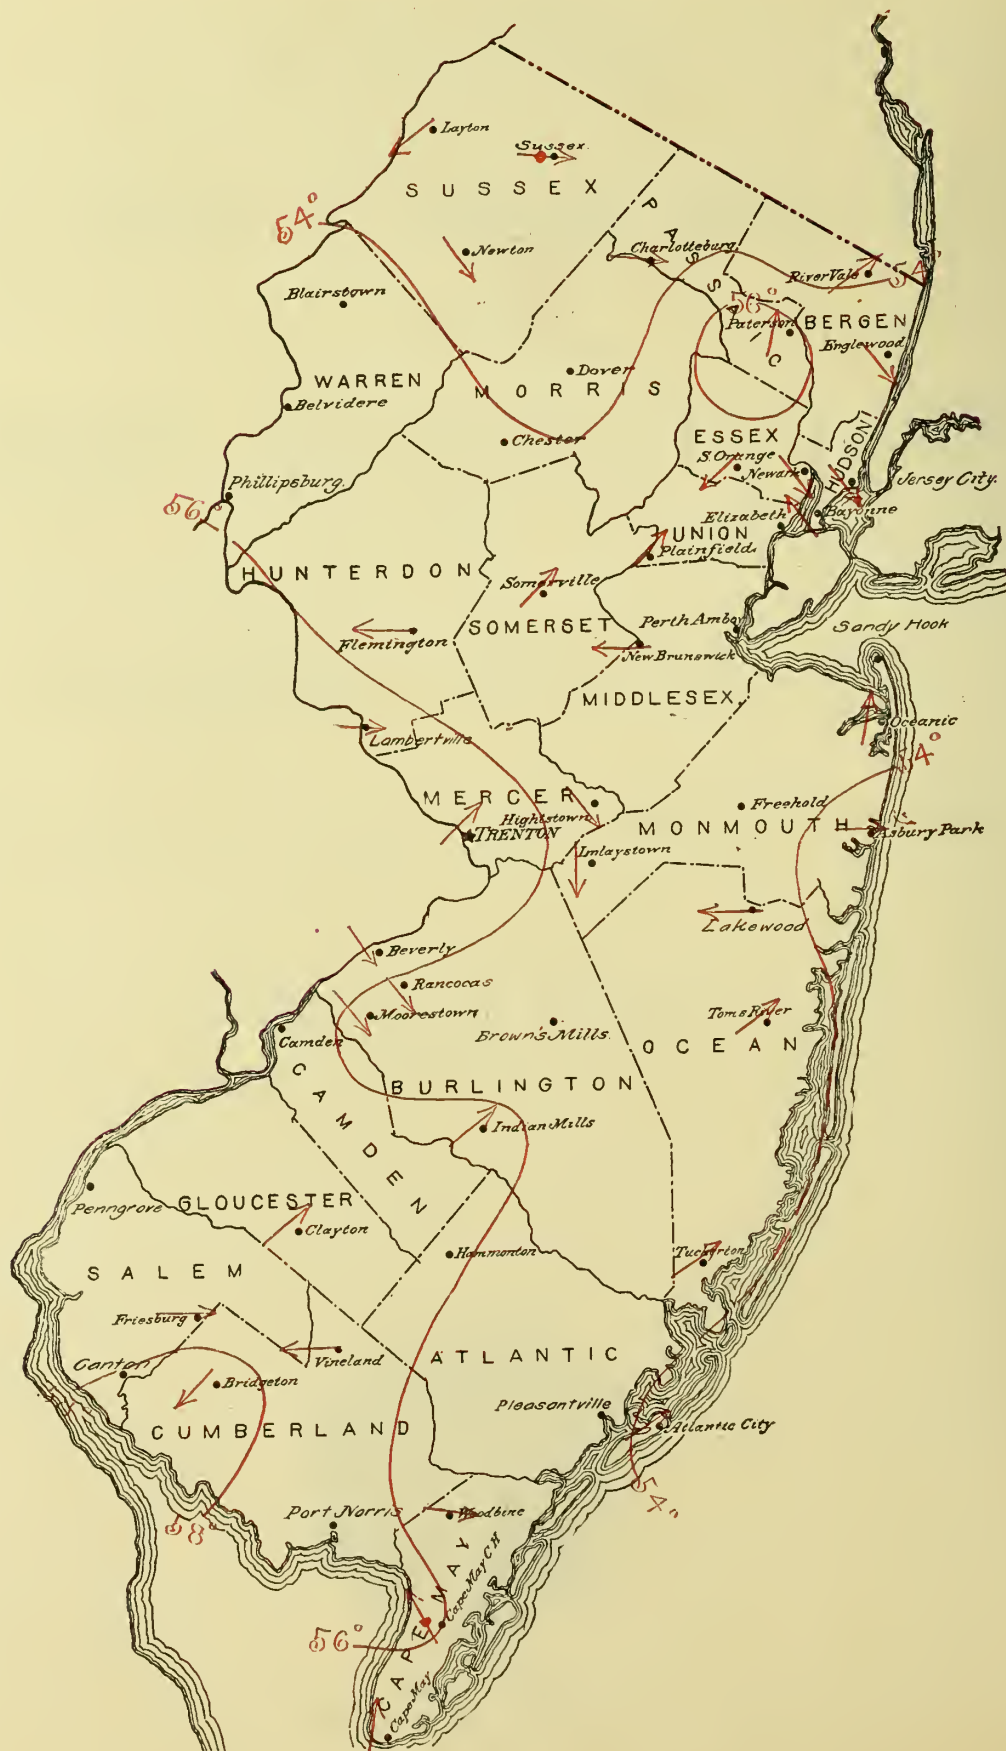 Layton
Sussex.
SUSSEX
54°
PASSAIC
Newton
Charlotteburg.
River Vale
54°
Blairstown
56°
Paterson
BERGEN
Englewood
Dover
WARREN
MORRIS
Belvidere
Chester
ESSEX
S. Orange
Newark
HUDSON
Jersey City.
Phillipsburg.
56°
Bayonne
Elizabeth
UNION
Plainfield.
HUNTERDON
Somerville
SOMERSET
Perth Amboy
Sandy Hook
Flemington
New Brunswick
MIDDLESEX.
Oceanic
Lambertville
54°
MERCER
Hightstown
Freehold
TRENTON
MONMOUTH
Asbury Park
Imlaystown
Lakewood
Beverly
Rancocas
Moorestown
Toms River
Camden
Brown's Mills.
OCEAN
CAMDEN
BURLINGTON
Indian Mills
Penngrove
GLOUCESTER
Clayton
Hammonton
Tuckerton
SALEM
Friesburg
Vineland
ATLANTIC
Canton
Bridgeton
Pleasantville
Atlantic City
CUMBERLAND
54°
Port Norris
Woodbine
58°
CAPE MAY
Cape May C H
56°
Cape May